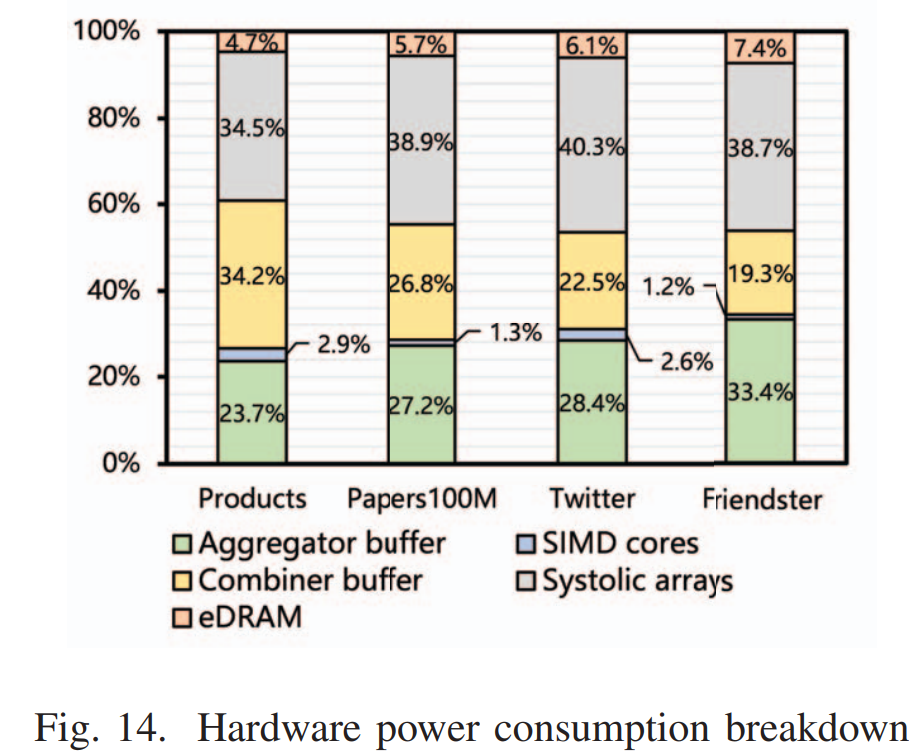 100%
4.7% 5.7% 6.1% 7.4%
80%
34.5% 38.9% 40.3% 38.7%
60%
34.2% 26.8% 22.5% 1.2% 19.3%
40%
2.9% 1.3% 2.6%
20%
23.7% 27.2% 28.4% 33.4%
0%
Products Papers100M Twitter Friendster
Aggregator buffer SIMD cores
Combiner buffer Systolic arrays
eDRAM
Fig. 14. Hardware power consumption breakdown